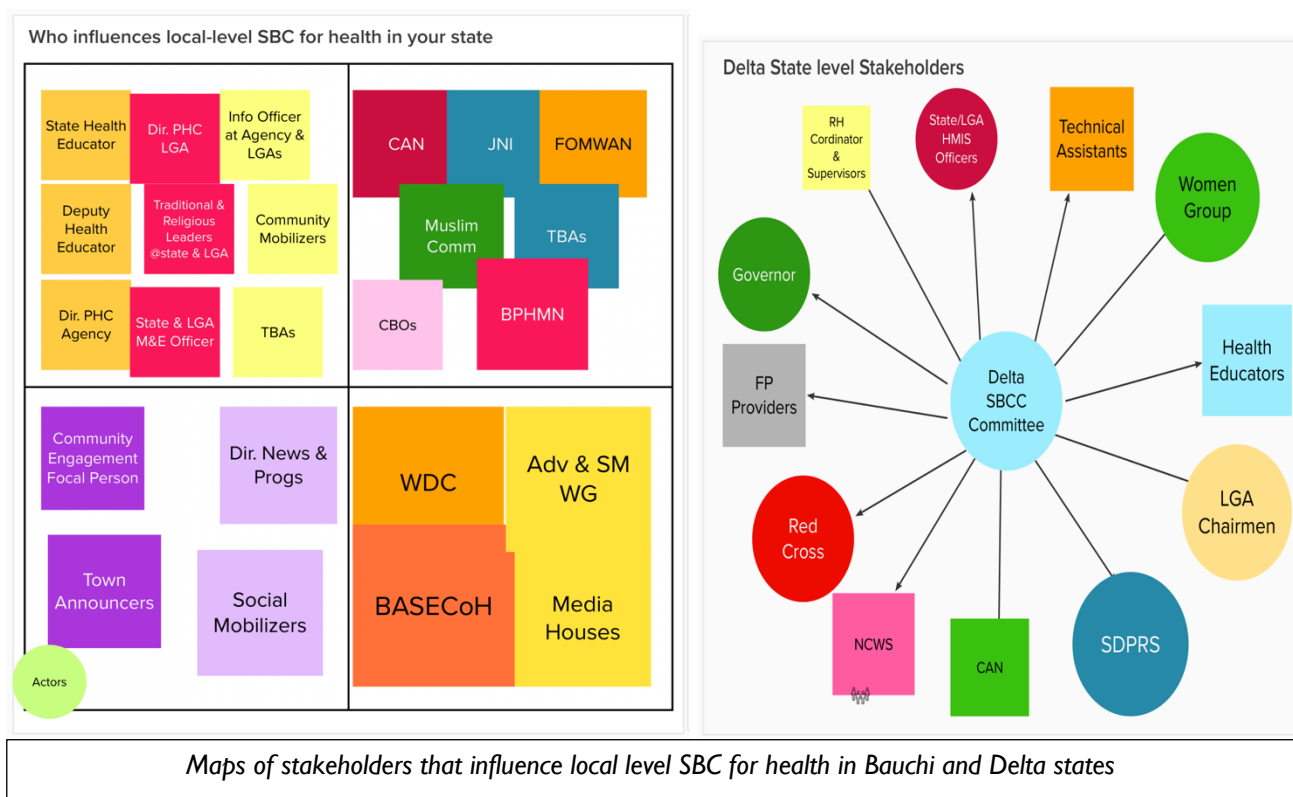 Who influences local-level SBC for health in your state
State Health
Educator
Dir. PHC
LGA
Info Officer
at Agency &
LGAs
Deputy
Health
Educator
Traditional &
Religious
Leaders
@state & LGA
Community
Mobilizers
Dir. PHC
Agency
State & LGA
M&E Officer
TBAs
CAN
JNI
FOMWAN
Muslim
Comm
TBAs
CBOs
BPHMN
Community
Engagement
Focal Person
Dir. News &
Progs
Town
Announcers
Social
Mobilizers
Actors
WDC
Adv & SM
WG
BASECoH
Media
Houses
Delta State level Stakeholders
RH
Cordinator
&
Supervisors
State/LGA
HMIS
Officers
Technical
Assistants
Women
Group
Governor
Health
Educators
FP
Providers
Delta
SBCC
Committee
LGA
Chairmen
Red
Cross
NCWS
CAN
SDPRS
Maps of stakeholders that influence local level SBC for health in Bauchi and Delta states